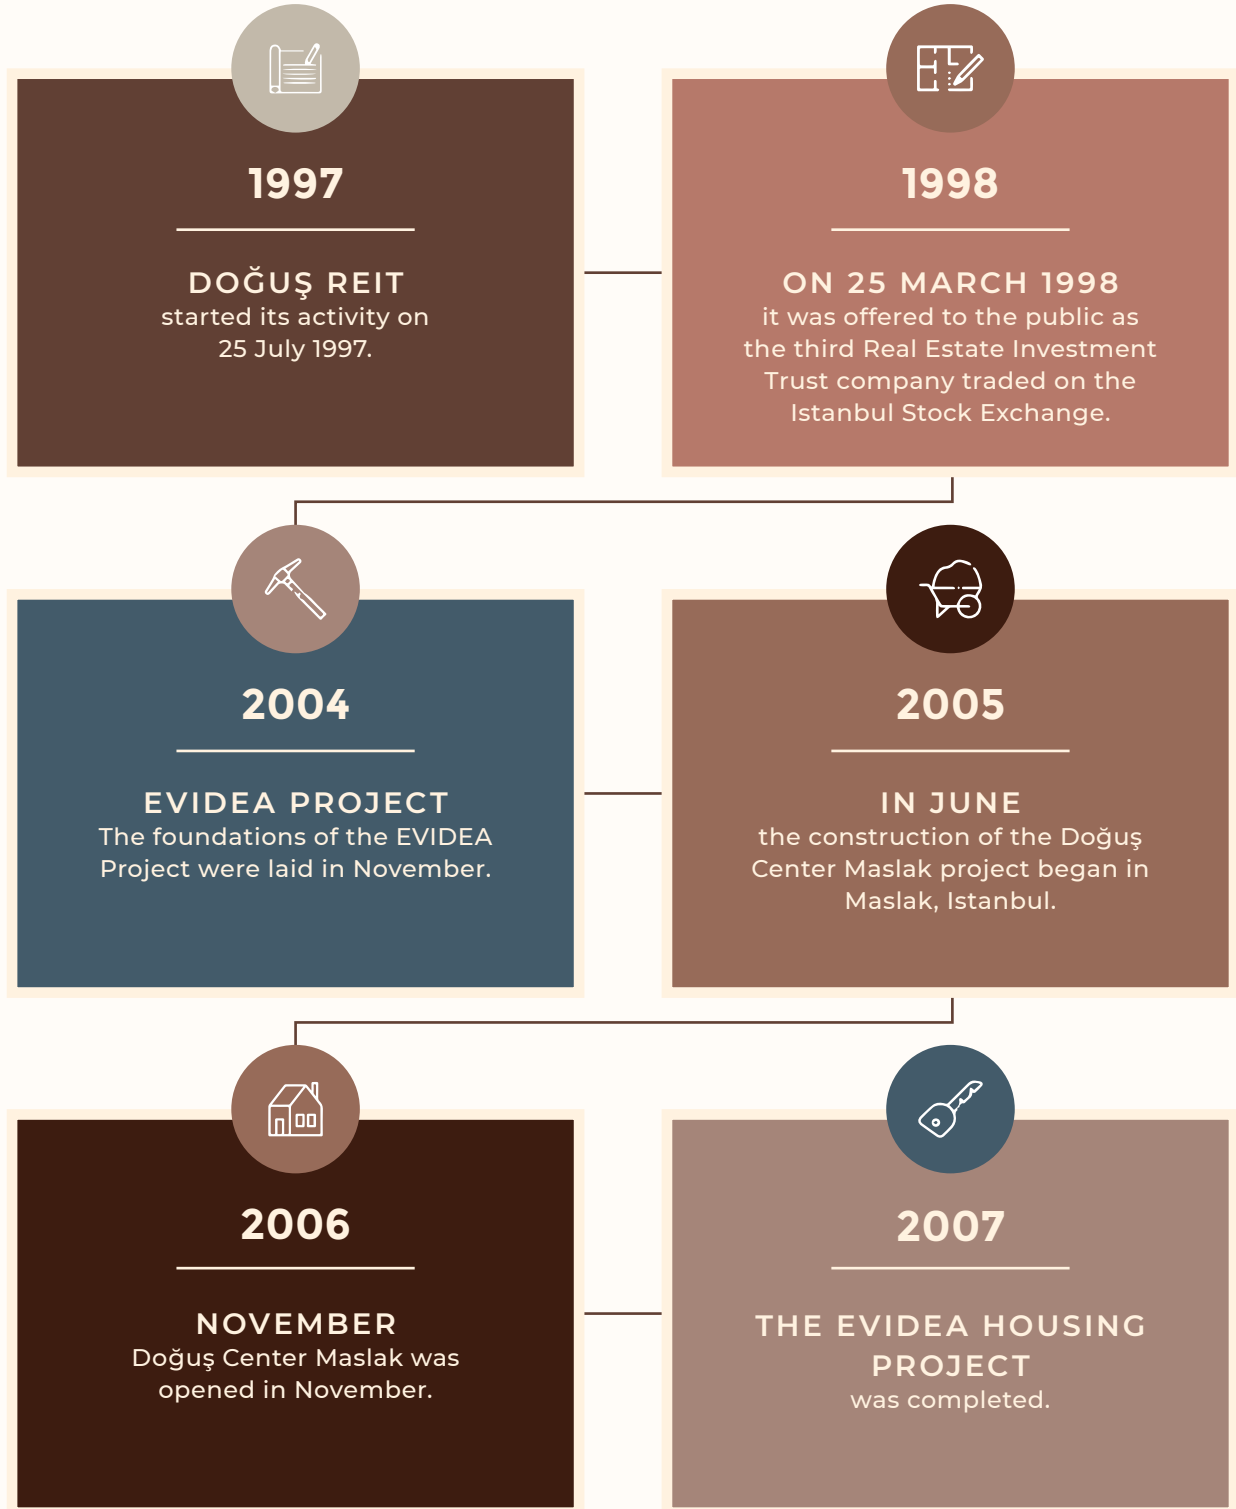 1997
DOĞUŞ REIT
started its activity on
25 July 1997.
1998
ON 25 MARCH 1998
it was offered to the public as
the third Real Estate Investment
Trust company traded on the
Istanbul Stock Exchange.
2004
EVIDEA PROJECT
The foundations of the EVIDEA
Project were laid in November.
2005
IN JUNE
the construction of the Doğuş
Center Maslak project began in
Maslak, Istanbul.
2006
NOVEMBER
Doğuş Center Maslak was
opened in November.
2007
THE EVIDEA HOUSING
PROJECT
was completed.